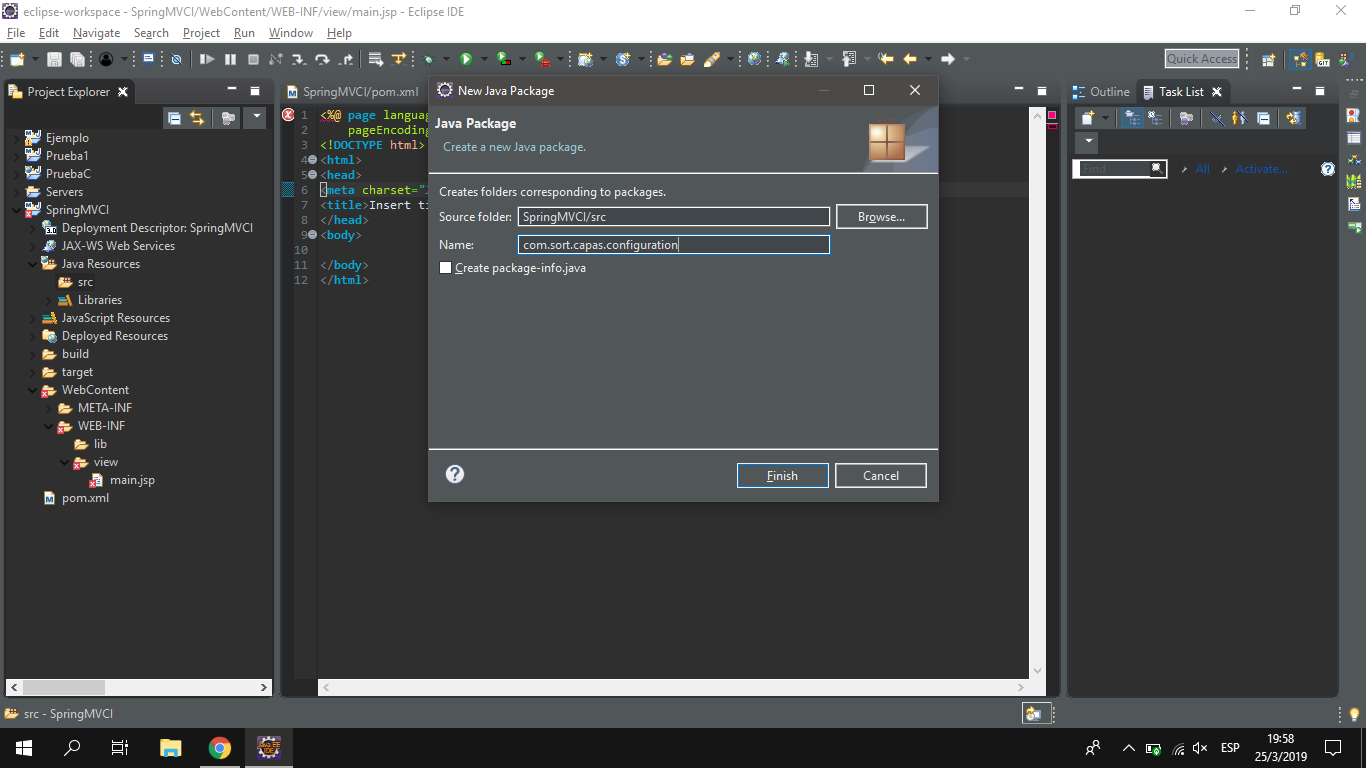 eclipse-workspace - SpringMVCI/WebContent/WEB-INF/view/main.jsp - Eclipse IDE
File Edit Navigate Search Project Run Window Help
Quick Access
Project Explorer
Ejemplo
Prueba1
PruebaC
Servers
SpringMVCI
Deployment Descriptor: SpringMVCI
JAX-WS Web Services
Java Resources
src
Libraries
JavaScript Resources
Deployed Resources
build
target
WebContent
META-INF
WEB-INF
lib
view
main.jsp
pom.xml
SpringMVCI/pom.xml
1 <%@ page languag
2 pageEncoding
3 <!DOCTYPE html>
4 <html>
5 <head>
6 <meta charset="
7 <title>Insert ti
8 </head>
9 <body>
10
11 </body>
12 </html>
New Java Package
Java Package
Create a new Java package.
Creates folders corresponding to packages.
Source folder: SpringMVCI/src Browse...
Name: com.sort.capas.configuration
Create package-info.java
Finish Cancel
Outline Task List
Find All Activate...
src - SpringMVCI
ESP
19:58
25/3/2019